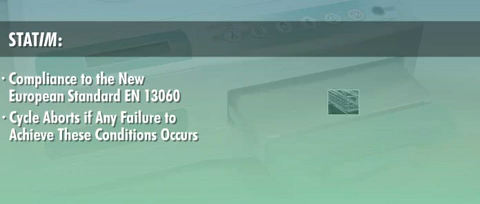 STATIM:
· Compliance to the New
European Standard EN 13060
· Cycle Aborts if Any Failure to
Achieve These Conditions Occurs